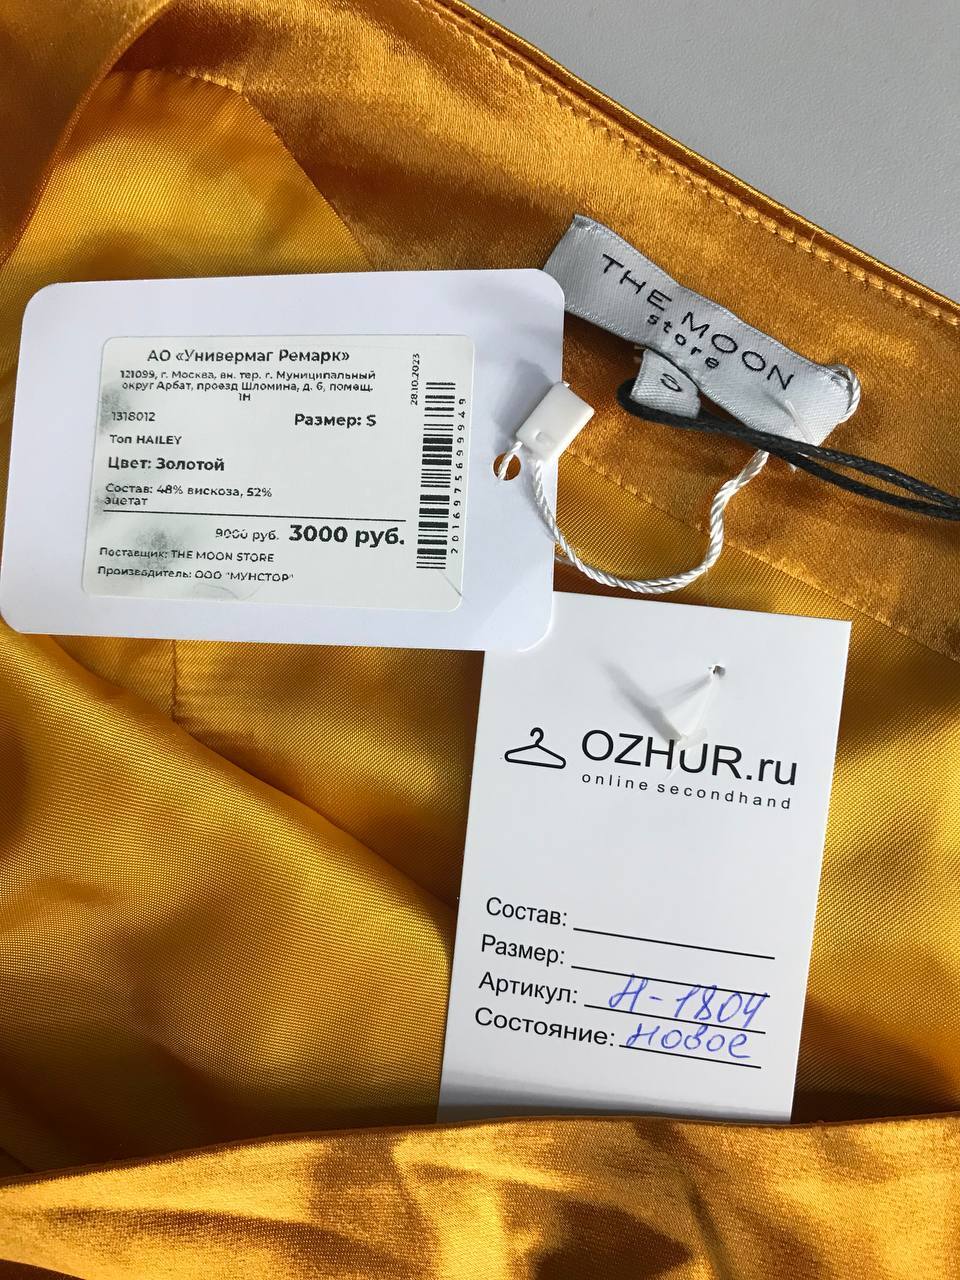 THE MOON
store
0
АО «Универмаг Ремарк»
121099, г. Москва, вн. тер. г. Муниципальный
округ Арбат, проезд Шломина, д. 6, помещ.
1Н
1318012
Размер: S
Топ HAILEY
Цвет: Золотой
Состав: 48% вискоза, 52%
ацетат
9000 руб. 3000 руб.
Поставщик: THE MOON STORE
Производитель: ООО "МУНСТОР"
28.10.2023
2016975699949
OZHUR.ru
online secondhand
Состав:
Размер:
Артикул: Н-1804
Состояние: новое